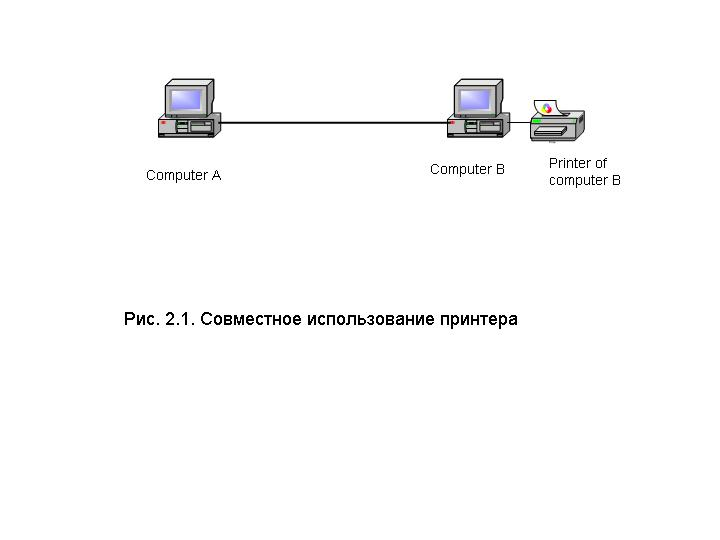 Computer A
Computer B
Printer of
computer B
Рис. 2.1. Совместное использование принтера